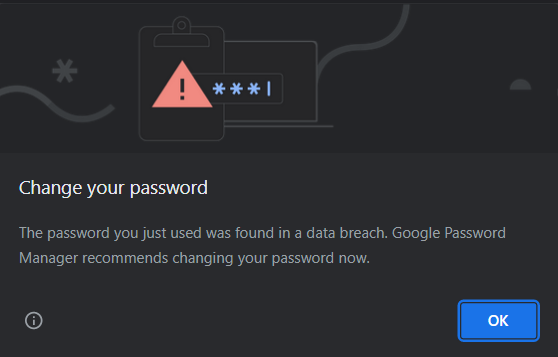 ***|
Change your password
The password you just used was found in a data breach. Google Password
Manager recommends changing your password now.
OK